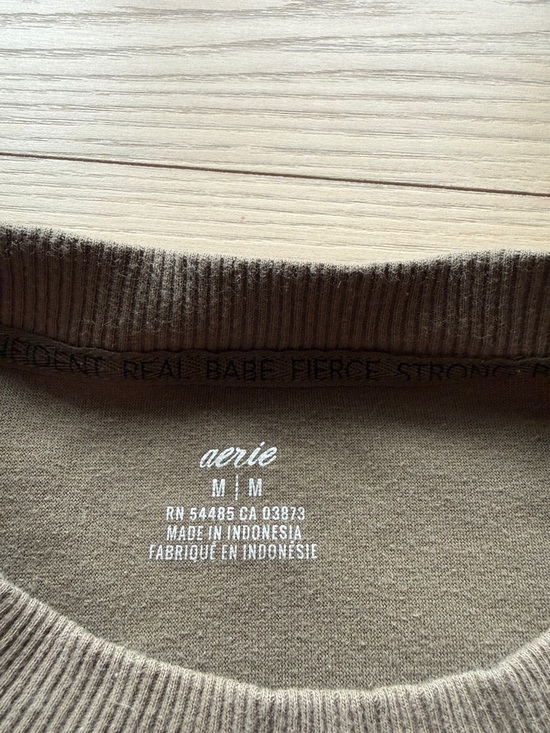 REAL BABE FIERCE STRONG
aerie
M | M
RN 54485 CA 03873
MADE IN INDONESIA
FABRIQUÉ EN INDONÉSIE